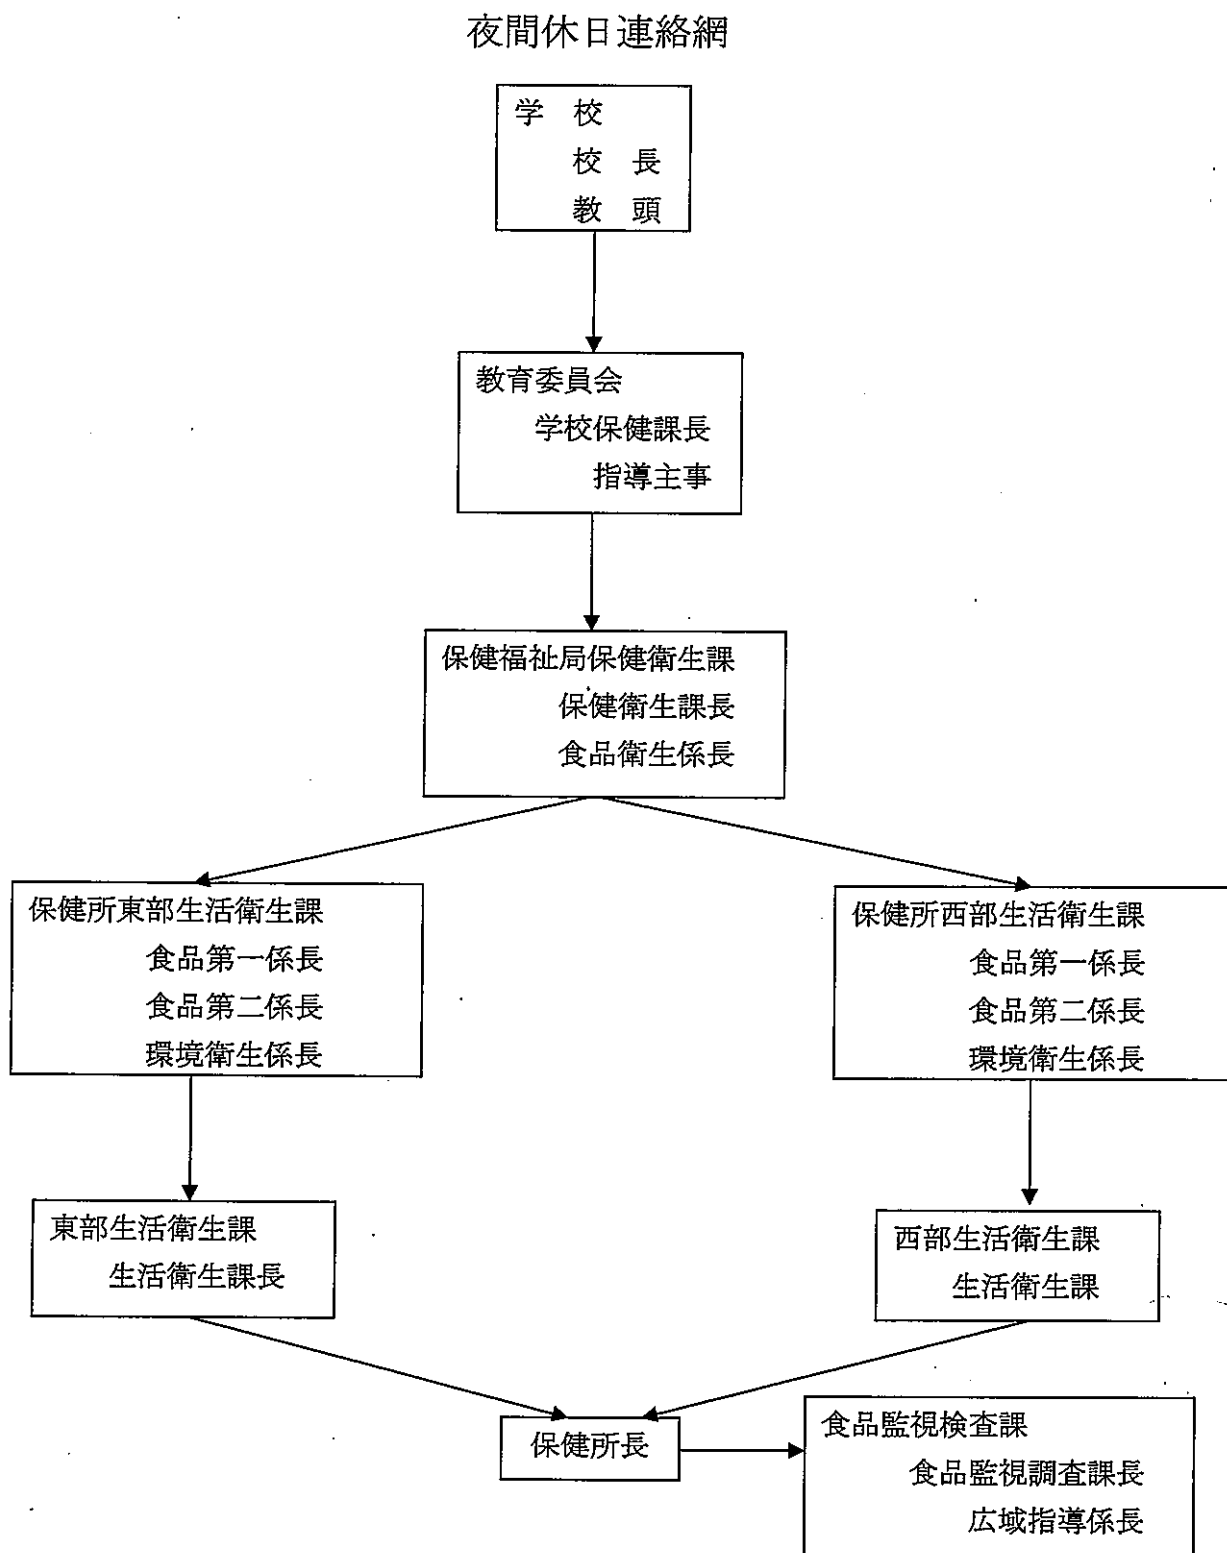 夜間休日連絡網
学　校
校　長
教　頭
教育委員会
学校保健課長
指導主事
保健福祉局保健衛生課
保健衛生課長
食品衛生係長
保健所東部生活衛生課
食品第一係長
食品第二係長
環境衛生係長
保健所西部生活衛生課
食品第一係長
食品第二係長
環境衛生係長
東部生活衛生課
生活衛生課長
西部生活衛生課
生活衛生課
保健所長
食品監視検査課
食品監視調査課長
広域指導係長